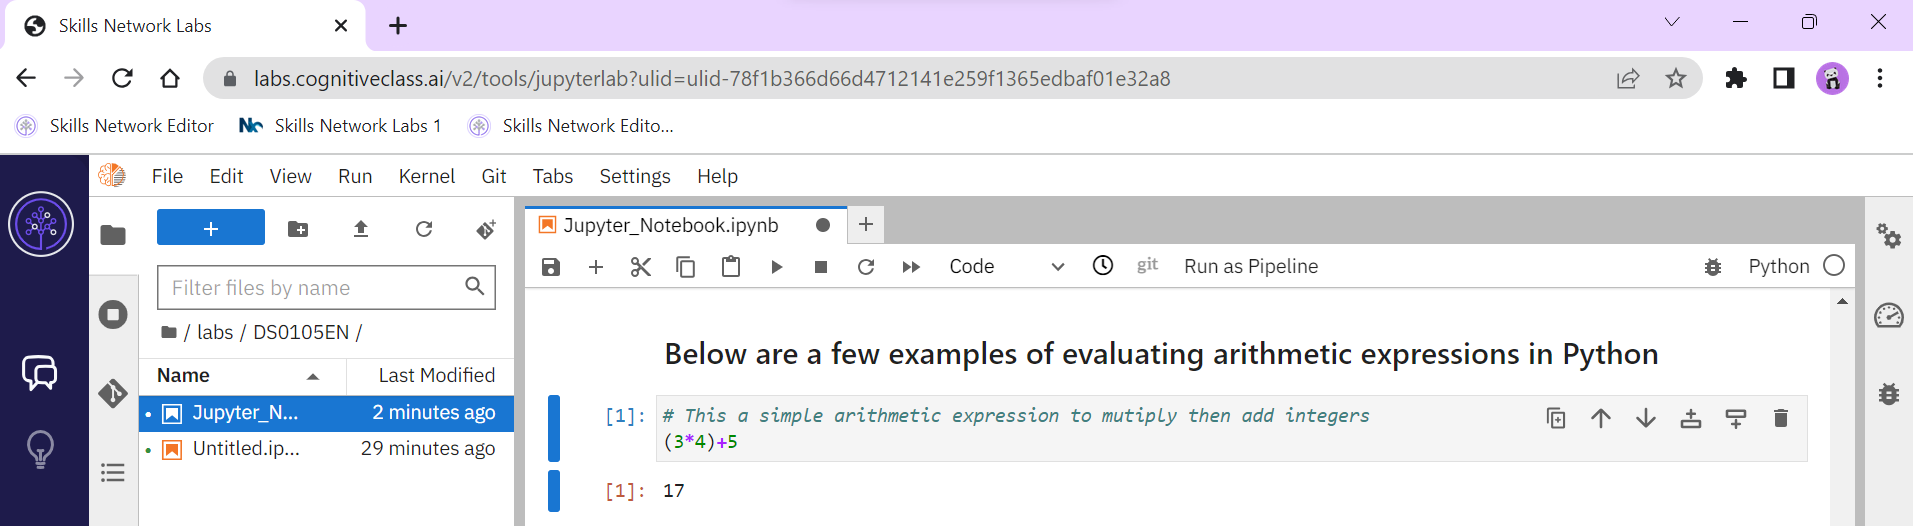 Skills Network Labs
labs.cognitiveclass.ai/v2/tools/jupyterlab?ulid=ulid-78f1b366d66d4712141e259f1365edbaf01e32a8
Skills Network Editor Skills Network Labs 1 Skills Network Edito...
File Edit View Run Kernel Git Tabs Settings Help
Jupyter_Notebook.ipynb
Code git Run as Pipeline Python
Filter files by name
/ labs / DS0105EN /
Name Last Modified
Jupyter_N... 2 minutes ago
Untitled.ip... 29 minutes ago
Below are a few examples of evaluating arithmetic expressions in Python
[1]: # This a simple arithmetic expression to mutiply then add integers
(3*4)+5
[1]: 17